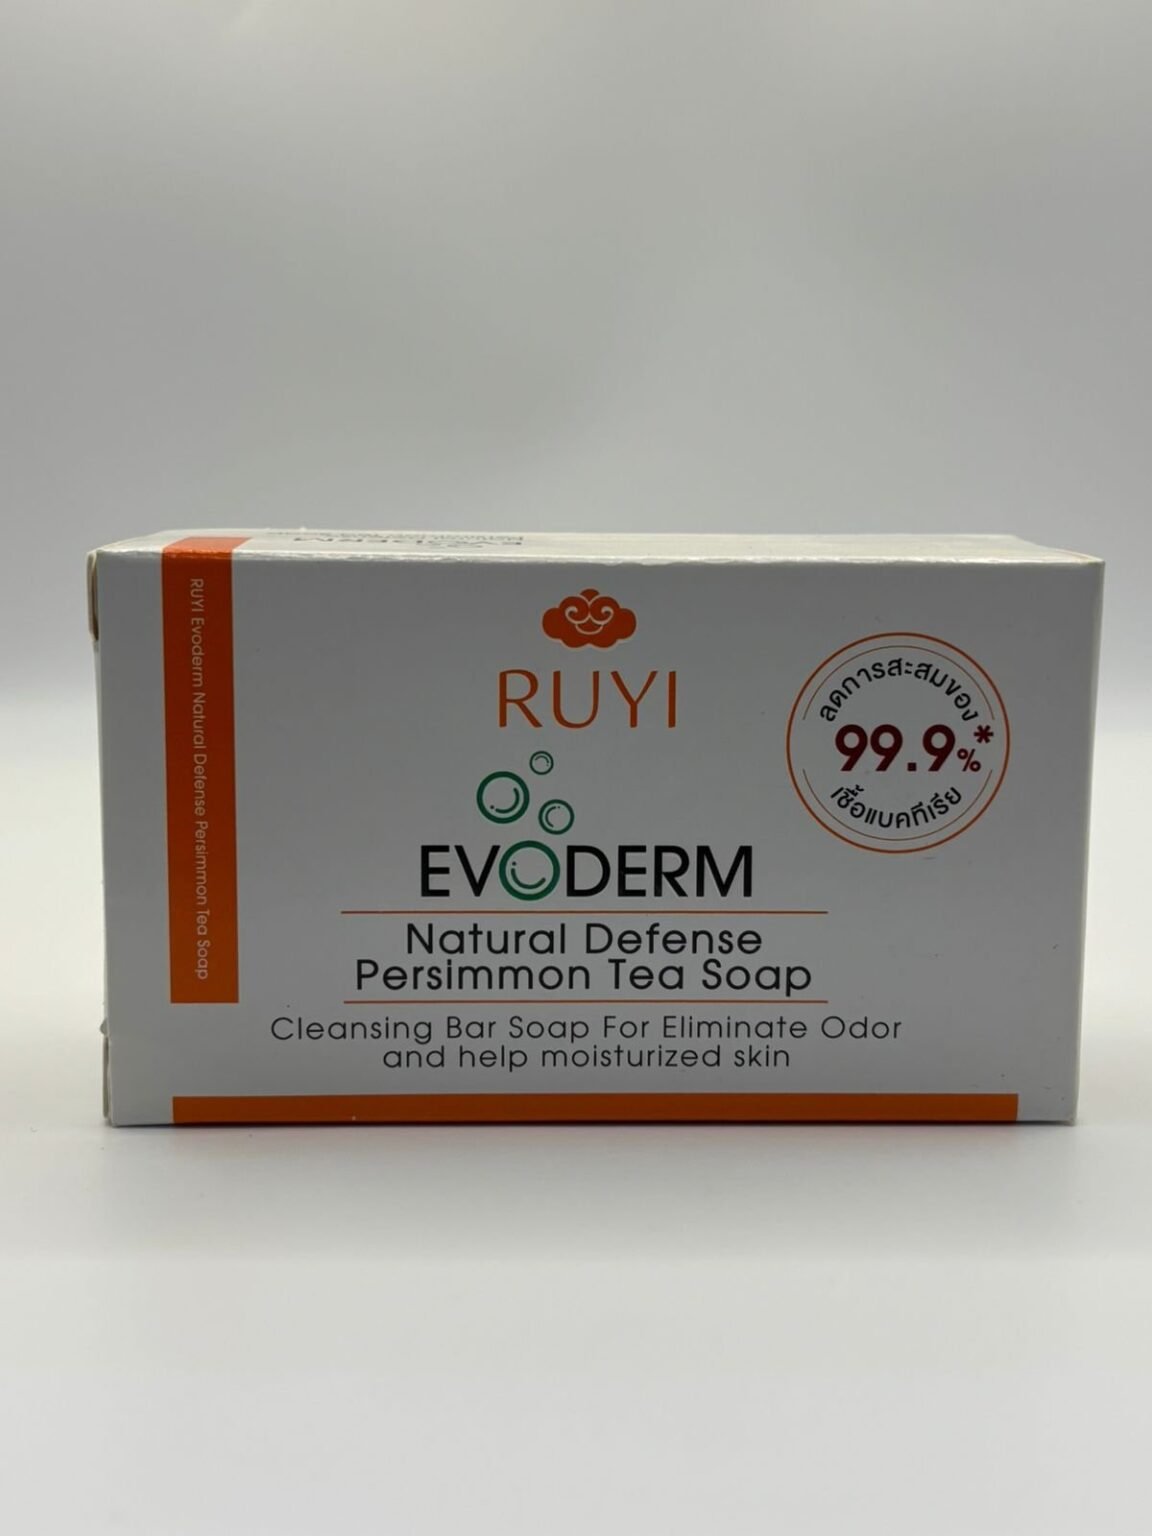 RUYI
EVODERM
Natural Defense
Persimmon Tea Soap
Cleansing Bar Soap For Eliminate Odor
and help moisturized skin
ลดการสะสมของ
99.9%*
เชื้อแบคทีเรีย
RUYI Evoderm Natural Defense Persimmon Tea Soap
EVODERM